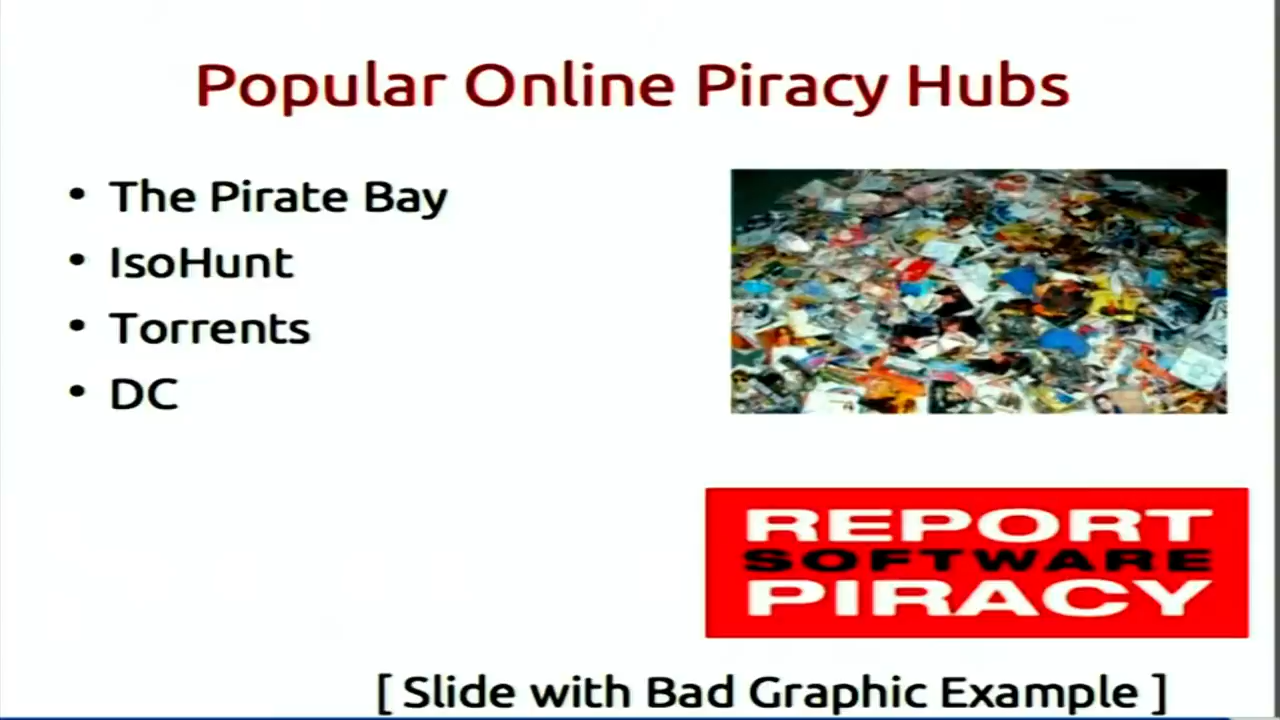 Popular Online Piracy Hubs
• The Pirate Bay
• IsoHunt
• Torrents
• DC
REPORT
SOFTWARE
PIRACY
[ Slide with Bad Graphic Example ]